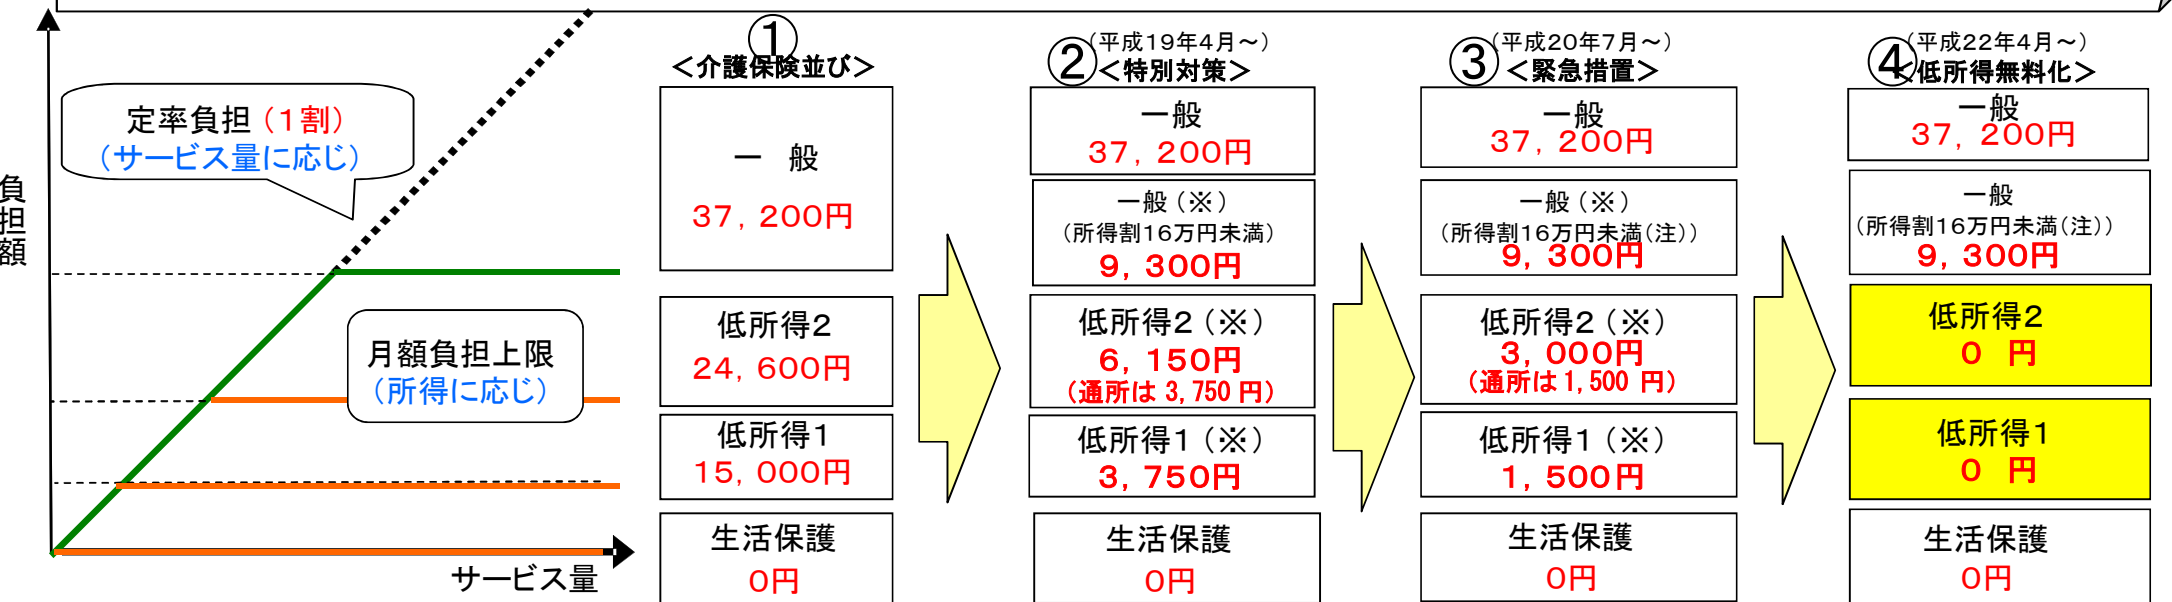 負担額
定率負担（1割）
（サービス量に応じ）
月額負担上限
（所得に応じ）
サービス量
①
＜介護保険並び＞
一 般
37, 200円
低所得2
24, 600円
低所得1
15, 000円
生活保護
0円
②
（平成19年4月～）
＜特別対策＞
一般
37, 200円
一般（※）
（所得割16万円未満）
9, 300円
低所得2（※）
6, 150円
（通所は 3, 750 円）
低所得1（※）
3, 750円
生活保護
0円
③
（平成20年7月～）
＜緊急措置＞
一般
37, 200円
一般（※）
（所得割16万円未満（注））
9, 300円
低所得2（※）
3, 000円
（通所は 1, 500 円）
低所得1（※）
1, 500円
生活保護
0円
④
（平成22年4月～）
＜低所得無料化＞
一般
37, 200円
一般
（所得割16万円未満（注））
9, 300円
低所得2
0 円
低所得1
0 円
生活保護
0円